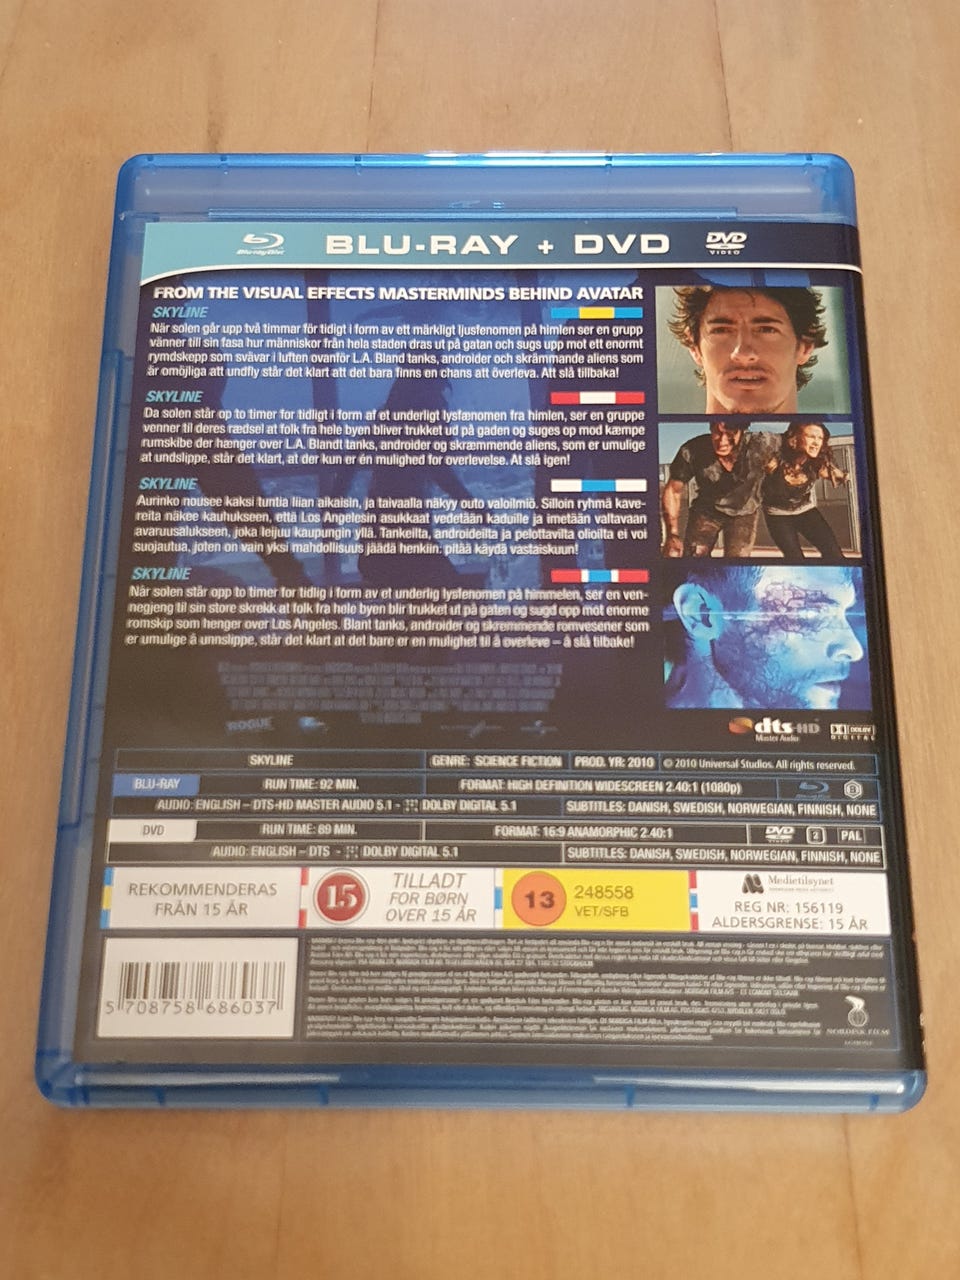 Blu-ray Disc
BLU-RAY + DVD
DVD
VIDEO
FROM THE VISUAL EFFECTS MASTERMINDS BEHIND AVATAR
SKYLINE
När solen går upp två timmar för tidigt i form av ett märkligt ljusfenomen på himlen ser en grupp
vänner till sin fasa hur människor från hela staden dras ut på gatan och sugs upp mot ett enormt
rymdskepp som svävar i luften ovanför L.A. Bland tanks, androider och skrämmande aliens som
är omöjliga att undfly står det klart att det bara finns en chans att överleva. Att slå tillbaka!
SKYLINE
Da solen står op to timer for tidligt i form af et underligt lysfænomen fra himlen, ser en gruppe
venner til deres rædsel at folk fra hele byen bliver trukket ud på gaden og suges op mod kæmpe
rumskibe der hænger over L.A. Blandt tanks, androider og skræmmende aliens, som er umulige
at undslippe, står det klart, at der kun er én mulighed for overlevelse. At slå igen!
SKYLINE
Aurinko nousee kaksi tuntia liian aikaisin, ja taivaalla näkyy outo valoilmiö. Silloin ryhmä kave-
reita näkee kauhukseen, että Los Angelesin asukkaat vedetään kaduille ja imetään valtavaan
avaruusalukseen, joka leijuu kaupungin yllä. Tankeilta, androideilta ja pelottavilta olioilta ei voi
suojautua, joten on vain yksi mahdollisuus jäädä henkiin: pitää käydä vastaiskuun!
SKYLINE
Når solen står opp to timer for tidlig i form av et underlig lysfenomen på himmelen, ser en ven-
negjeng til sin store skrekk at folk fra hele byen blir trukket ut på gaten og sugd opp mot enorme
romskip som henger over Los Angeles. Blant tanks, androider og skremmende romvesener som
er umulige å unnslippe, står det klart at det bare er en mulighet til å overleve – å slå tilbake!
ROGUE
dts-HD
Master Audio
DOLBY
DIGITAL
SKYLINE
GENRE: SCIENCE FICTION
PROD. YR: 2010
© 2010 Universal Studios. All rights reserved.
BLU-RAY
RUN TIME: 92 MIN.
FORMAT: HIGH DEFINITION WIDESCREEN 2.40:1 (1080p)
B
AUDIO: ENGLISH – DTS-HD MASTER AUDIO 5.1 - DOLBY DIGITAL 5.1
SUBTITLES: DANISH, SWEDISH, NORWEGIAN, FINNISH, NONE
DVD
RUN TIME: 89 MIN.
FORMAT: 16:9 ANAMORPHIC 2.40:1
DVD
2
PAL
AUDIO: ENGLISH – DTS - DOLBY DIGITAL 5.1
SUBTITLES: DANISH, SWEDISH, NORWEGIAN, FINNISH, NONE
REKOMMENDERAS
FRÅN 15 ÅR
15
TILLADT
FOR BØRN
OVER 15 ÅR
13
248558
VET/SFB
Medietilsynet
REG NR: 156119
ALDERSGRENSE: 15 ÅR
5 708758 686037
NORDISK FILM
EGMONT